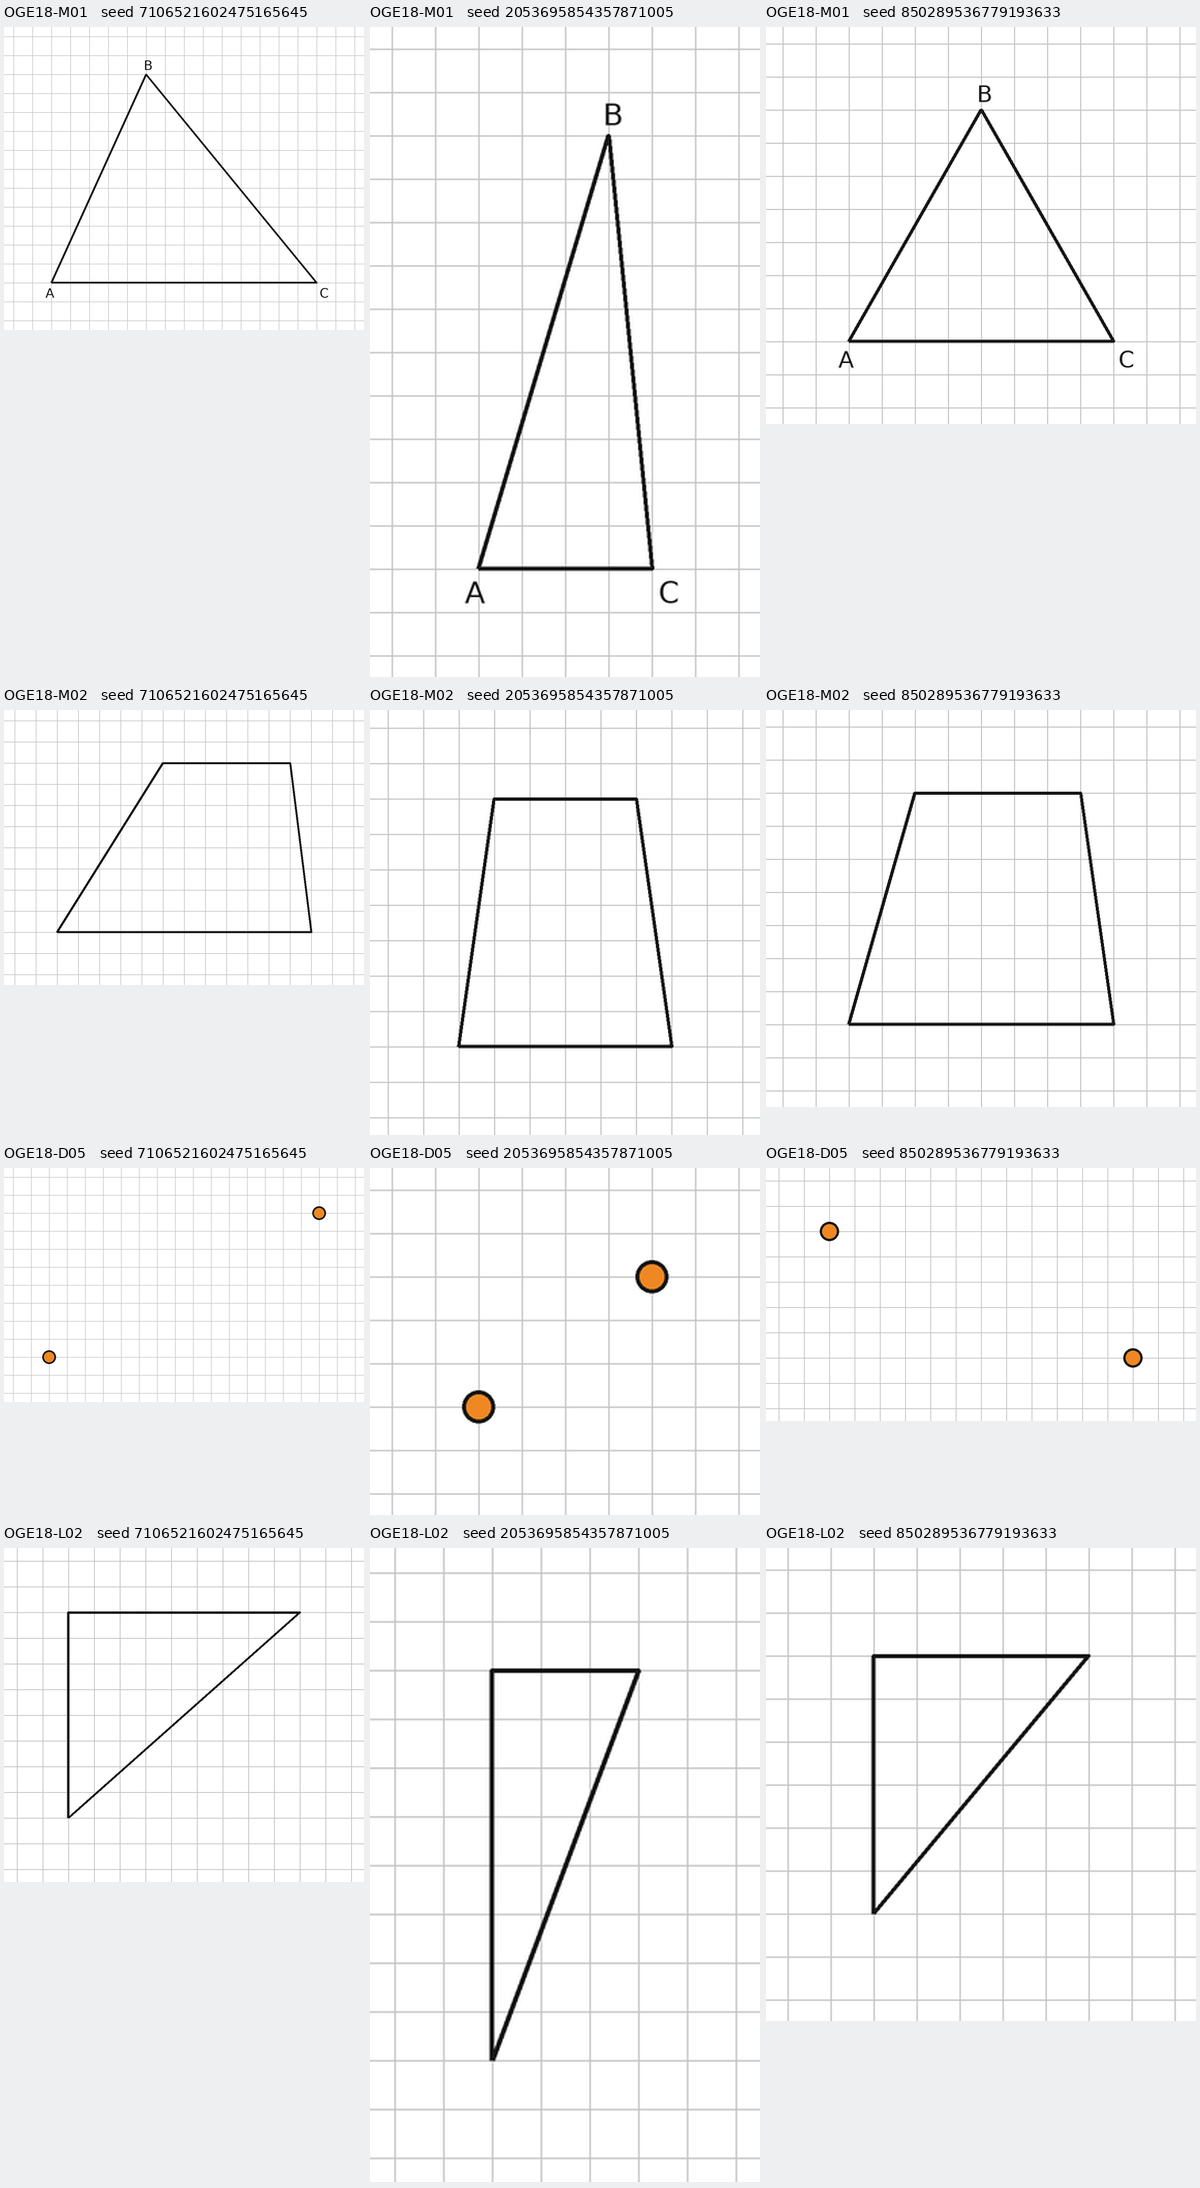 OGE18-M01 seed 7106521602475165645
B
A
C
OGE18-M01 seed 2053695854357871005
B
A
C
OGE18-M01 seed 850289536779193633
B
A
C
OGE18-M02 seed 7106521602475165645
OGE18-M02 seed 2053695854357871005
OGE18-M02 seed 850289536779193633
OGE18-D05 seed 7106521602475165645
OGE18-D05 seed 2053695854357871005
OGE18-D05 seed 850289536779193633
OGE18-L02 seed 7106521602475165645
OGE18-L02 seed 2053695854357871005
OGE18-L02 seed 850289536779193633